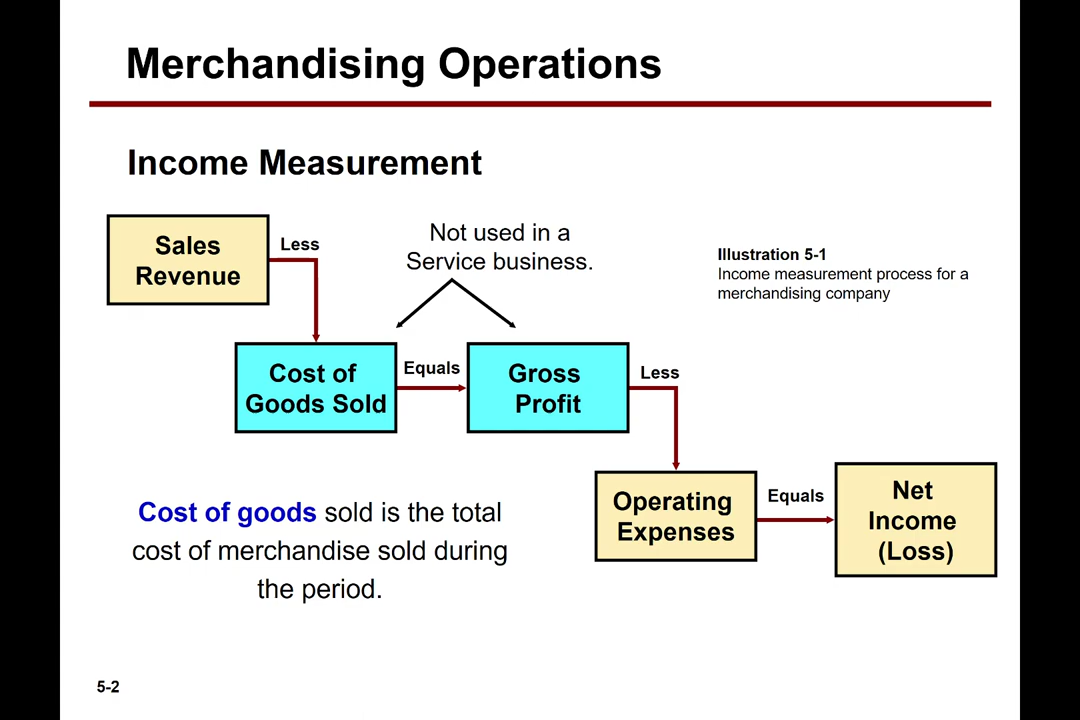 Merchandising Operations
Income Measurement
Sales
Revenue
Less
Not used in a
Service business.
Illustration 5-1
Income measurement process for a
merchandising company
Cost of
Goods Sold
Equals
Gross
Profit
Less
Operating
Expenses
Equals
Net
Income
(Loss)
Cost of goods sold is the total
cost of merchandise sold during
the period.
5-2